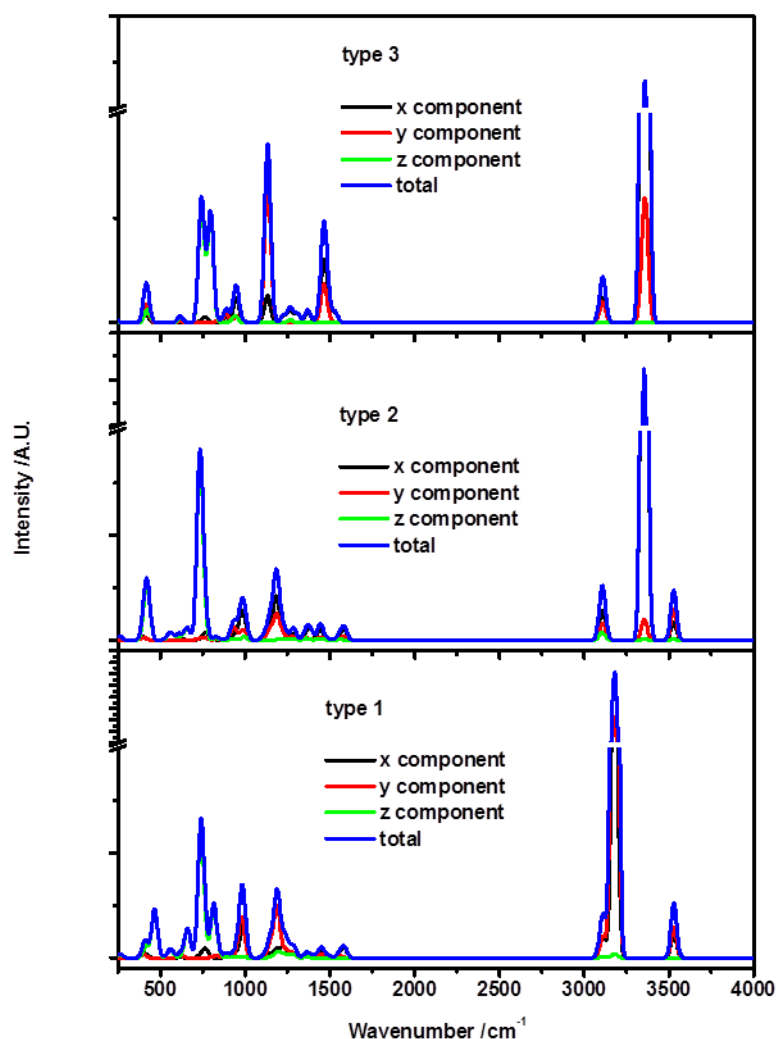 type 3
x component
y component
z component
total
type 2
x component
y component
z component
total
Intensity /A.U.
type 1
x component
y component
z component
total
500 1000 1500 2000 2500 3000 3500 4000
Wavenumber /cm⁻¹